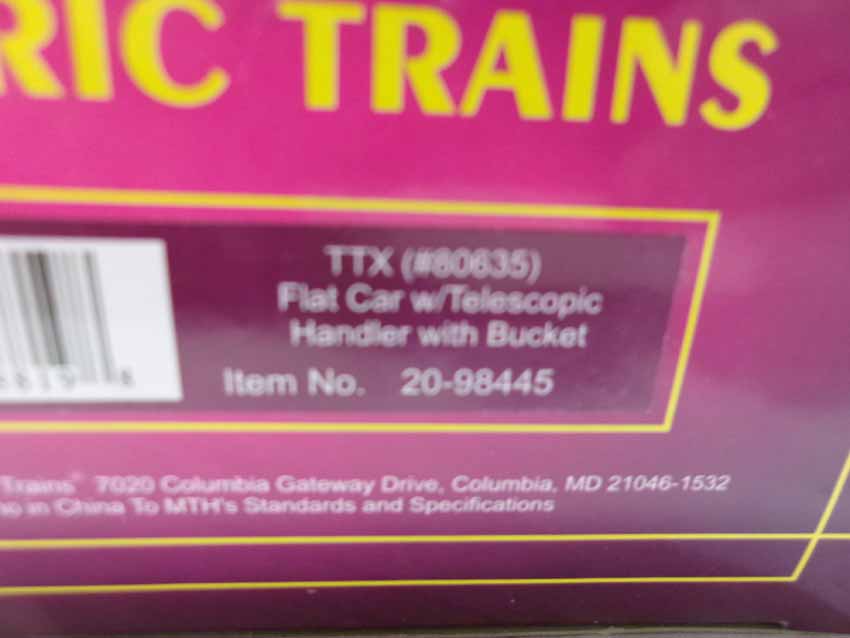 RIC TRAINS
TTX (#80635)
Flat Car w/Telescopic
Handler with Bucket
Item No. 20-98445
Trains 7020 Columbia Gateway Drive, Columbia, MD 21046-1532
in China To MTH's Standards and Specifications